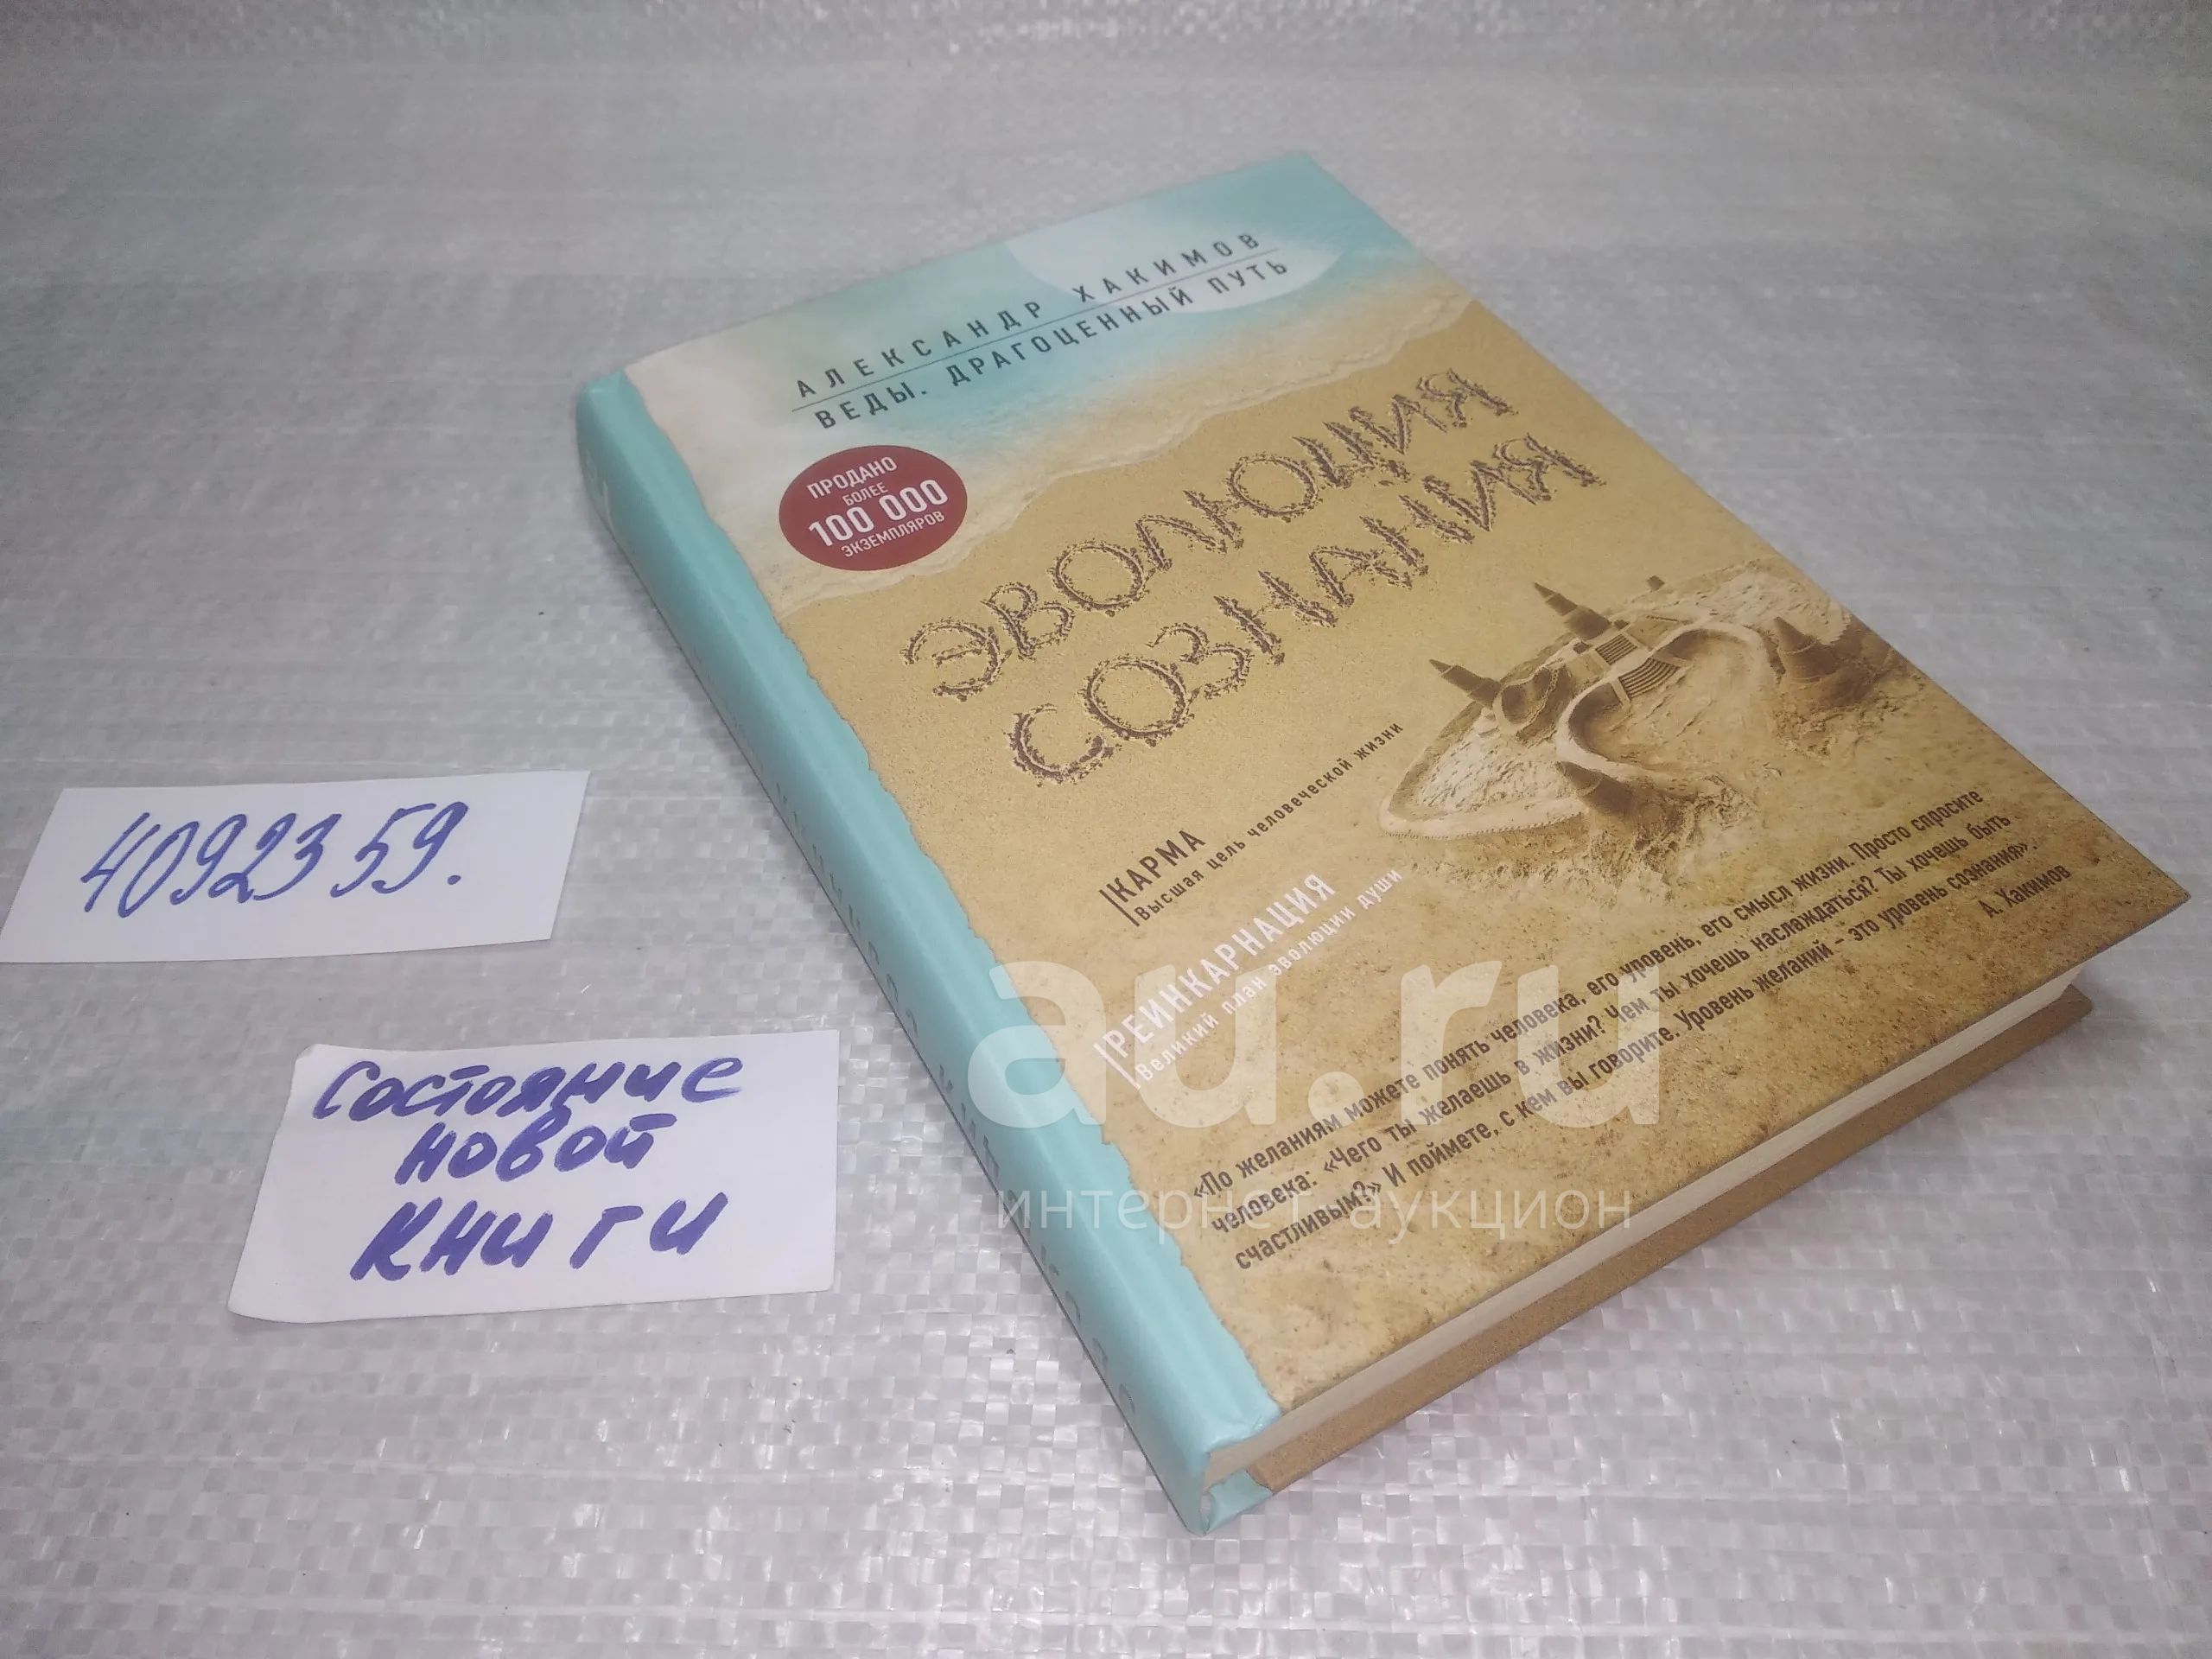 АЛЕКСАНДР ХАКИМОВ
ВЕДЫ. ДРАГОЦЕННЫЙ ПУТЬ
ПРОДАНО
БОЛЕЕ
100 000
ЭКЗЕМПЛЯРОВ
ЭВОЛЮЦИЯ
СОЗНАНИЯ
КАРМА
Высшая цель человеческой жизни
РЕИНКАРНАЦИЯ
Великий план эволюции души
«По желаниям можете понять человека, его уровень, его смысл жизни. Просто спросите
человека: «Чего ты желаешь в жизни? Чем ты хочешь наслаждаться? Ты хочешь быть
счастливым?» И поймете, с кем вы говорите. Уровень желаний – это уровень сознания».
А. Хакимов
4092359.
Состояние
новой
книги
au.ru
интернет аукцион